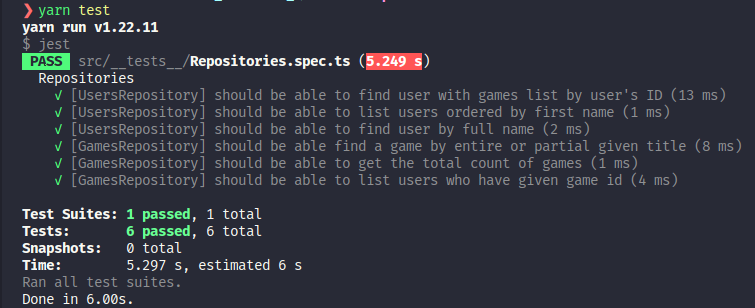 ❯ yarn test
yarn run v1.22.11
$ jest
PASS src/__tests__/Repositories.spec.ts (5.249 s)
Repositories
√ [UsersRepository] should be able to find user with games list by user's ID (13 ms)
√ [UsersRepository] should be able to list users ordered by first name (1 ms)
√ [UsersRepository] should be able to find user by full name (2 ms)
√ [GamesRepository] should be able find a game by entire or partial given title (8 ms)
√ [GamesRepository] should be able to get the total count of games (1 ms)
√ [GamesRepository] should be able to list users who have given game id (4 ms)
Test Suites: 1 passed, 1 total
Tests: 6 passed, 6 total
Snapshots: 0 total
Time: 5.297 s, estimated 6 s
Ran all test suites.
Done in 6.00s.